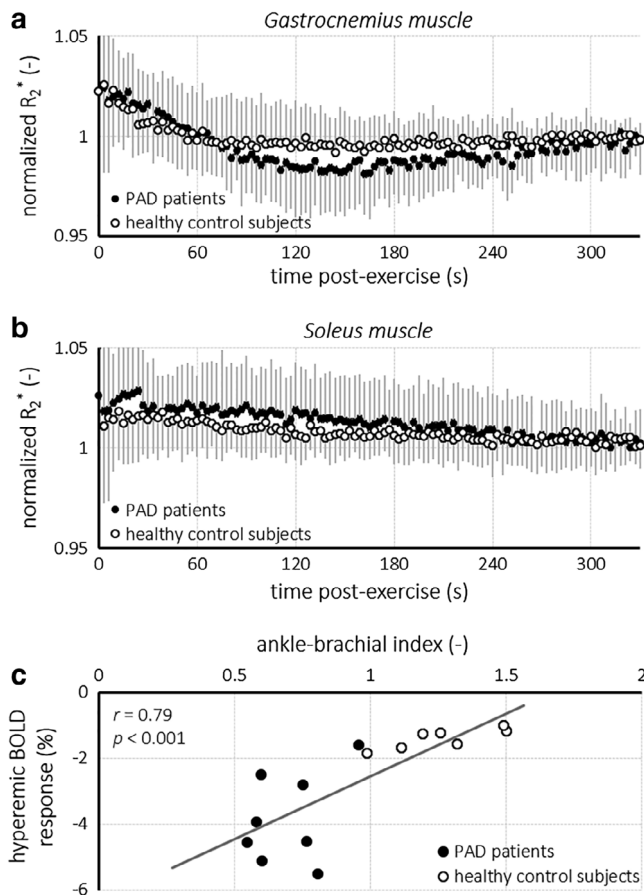 a
Gastrocnemius muscle
normalized R2* (-)
1.05
1
0.95
PAD patients
healthy control subjects
0 60 120 180 240 300
time post-exercise (s)
b
Soleus muscle
normalized R2* (-)
1.05
1
0.95
PAD patients
healthy control subjects
0 60 120 180 240 300
time post-exercise (s)
ankle-brachial index (-)
c
0 0.5 1 1.5 2
hyperemic BOLD
response (%)
0
-2
-4
-6
r = 0.79
p < 0.001
PAD patients
healthy control subjects